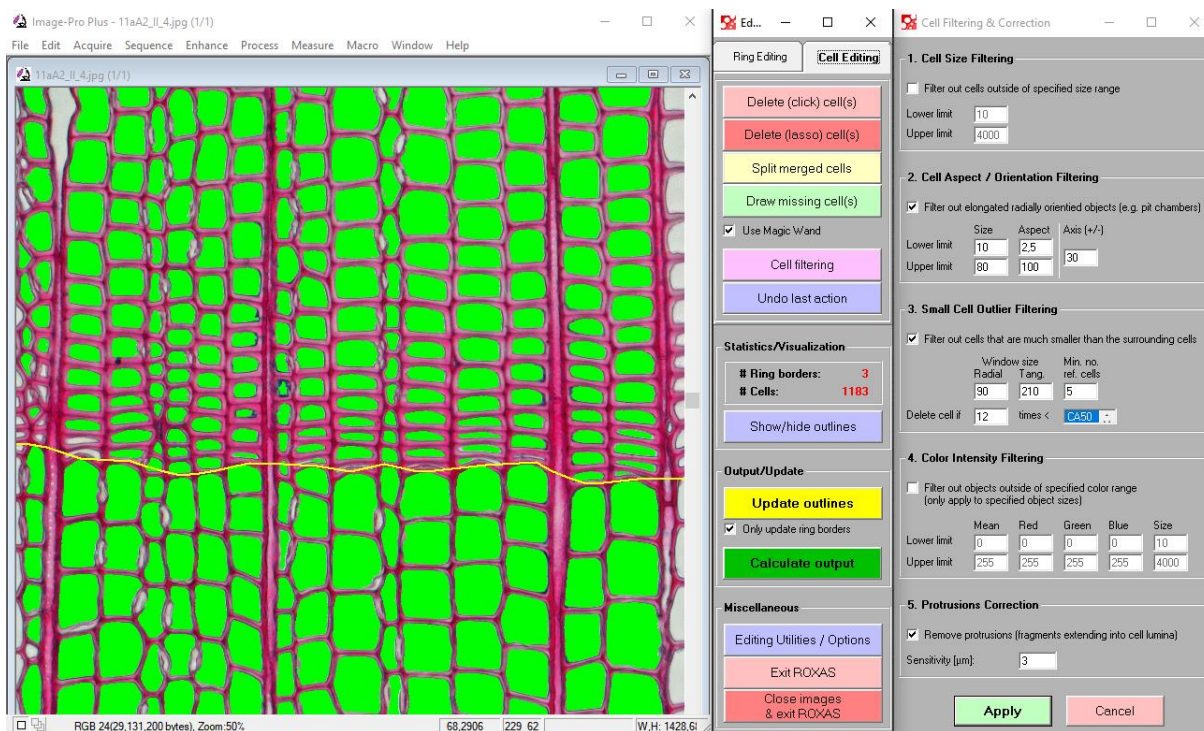 Image-Pro Plus - 11aA2_II_4.jpg (1/1)
File Edit Acquire Sequence Enhance Process Measure Macro Window Help
11aA2_II_4.jpg (1/1)
RGB 24(29,131,200 bytes), Zoom:50%
68,2906
229 62
W,H: 1428,6
Ed...
Ring Editing
Cell Editing
Delete (click) cell(s)
Delete (lasso) cell(s)
Split merged cells
Draw missing cell(s)
Use Magic Wand
Cell filtering
Undo last action
Statistics/Visualization
# Ring borders: 3
# Cells: 1183
Show/hide outlines
Output/Update
Update outlines
Only update ring borders
Calculate output
Miscellaneous
Editing Utilities / Options
Exit ROXAS
Close images
& exit ROXAS
Cell Filtering & Correction
1. Cell Size Filtering
Filter out cells outside of specified size range
Lower limit 10
Upper limit 4000
2. Cell Aspect / Orientation Filtering
Filter out elongated radially orientied objects (e.g. pit chambers)
Size Aspect Axis (+/-)
Lower limit 10 2,5 30
Upper limit 80 100
3. Small Cell Outlier Filtering
Filter out cells that are much smaller than the surrounding cells
Window size Min. no.
Radial Tang. ref. cells
90 210 5
Delete cell if 12 times < CA50
4. Color Intensity Filtering
Filter out objects outside of specified color range
(only apply to specified object sizes)
Mean Red Green Blue Size
Lower limit 0 0 0 0 10
Upper limit 255 255 255 255 4000
5. Protrusions Correction
Remove protrusions (fragments extending into cell lumina)
Sensitivity [µm]: 3
Apply
Cancel